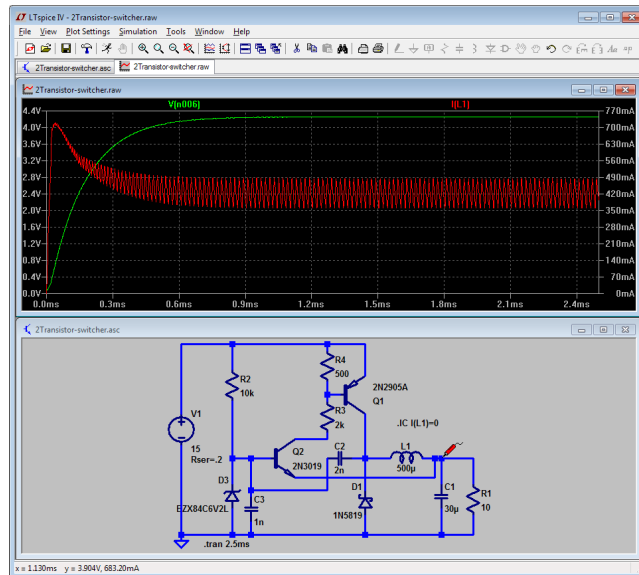 LTspice IV - 2Transistor-switcher.raw
File View Plot Settings Simulation Tools Window Help
2Transistor-switcher.asc 2Transistor-switcher.raw
2Transistor-switcher.raw
V(n006) I(L1)
4.4V 770mA
4.0V 700mA
3.6V 630mA
3.2V 560mA
2.8V 490mA
2.4V 420mA
2.0V 350mA
1.6V 280mA
1.2V 210mA
0.8V 140mA
0.4V 70mA
0.0V 0mA
0.0ms 0.3ms 0.6ms 0.9ms 1.2ms 1.5ms 1.8ms 2.1ms 2.4ms
2Transistor-switcher.asc
R4
500
2N2905A
Q1
R2
10k
R3
2k
.IC I(L1)=0
V1
15
Rser=.2
Q2
2N3019
C2
2n
L1
500µ
D3
BZX84C6V2L
C3
1n
D1
1N5819
C1
30µ
R1
10
.tran 2.5ms
x = 1.130ms y = 3.904V, 683.20mA